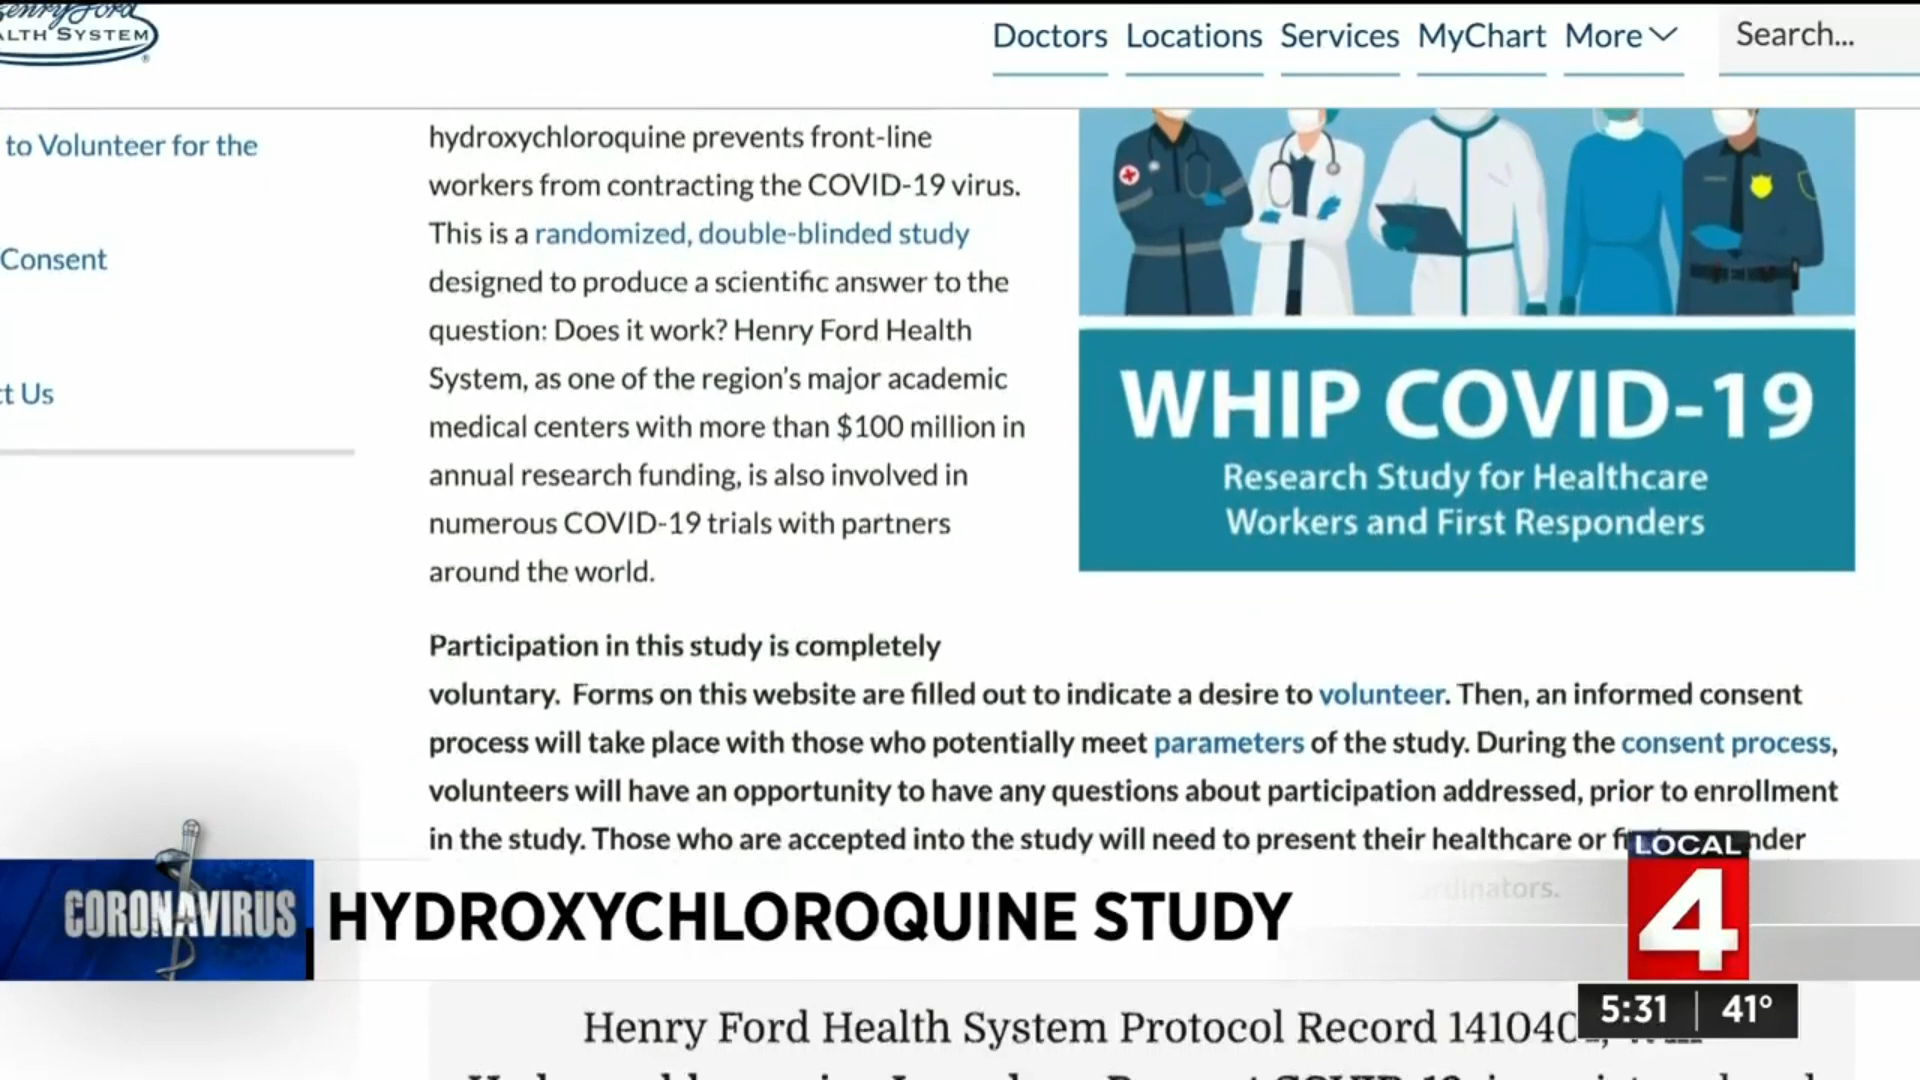 HEALTH SYSTEM
Doctors Locations Services MyChart More Search...
to Volunteer for the
Consent
Us
hydroxychloroquine prevents front-line
workers from contracting the COVID-19 virus.
This is a randomized, double-blinded study
designed to produce a scientific answer to the
question: Does it work? Henry Ford Health
System, as one of the region's major academic
medical centers with more than $100 million in
annual research funding, is also involved in
numerous COVID-19 trials with partners
around the world.
WHIP COVID-19
Research Study for Healthcare
Workers and First Responders
Participation in this study is completely
voluntary. Forms on this website are filled out to indicate a desire to volunteer. Then, an informed consent
process will take place with those who potentially meet parameters of the study. During the consent process,
volunteers will have an opportunity to have any questions about participation addressed, prior to enrollment
in the study. Those who are accepted into the study will need to present their healthcare or
CORONAVIRUS
HYDROXYCHLOROQUINE STUDY
LOCAL
4
5:31 41°
Henry Ford Health System Protocol Record